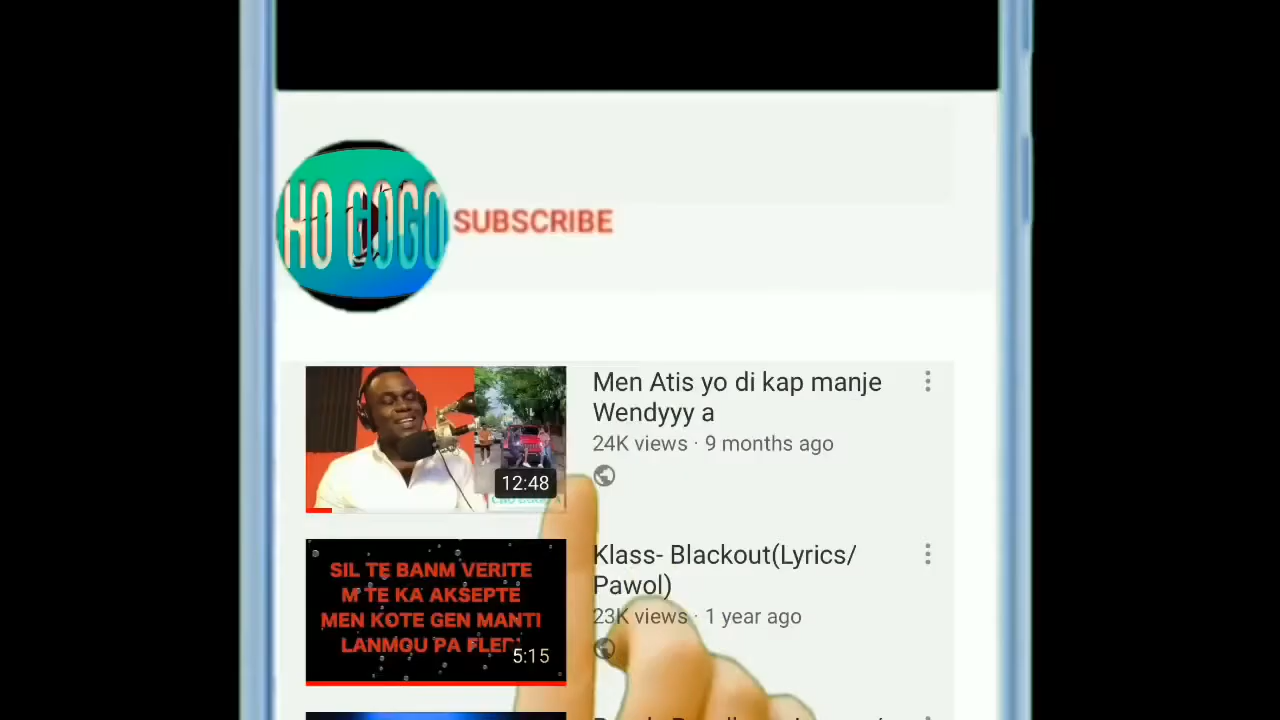 HO GOGO
SUBSCRIBE
Men Atis yo di kap manje
Wendyyy a
24K views · 9 months ago
12:48
SIL TE BANM VERITE
M TE KA AKSEPTE
MEN KOTE GEN MANTI
LANMOU PA
5:15
Klass- Blackout(Lyrics/
Pawol)
23K views · 1 year ago